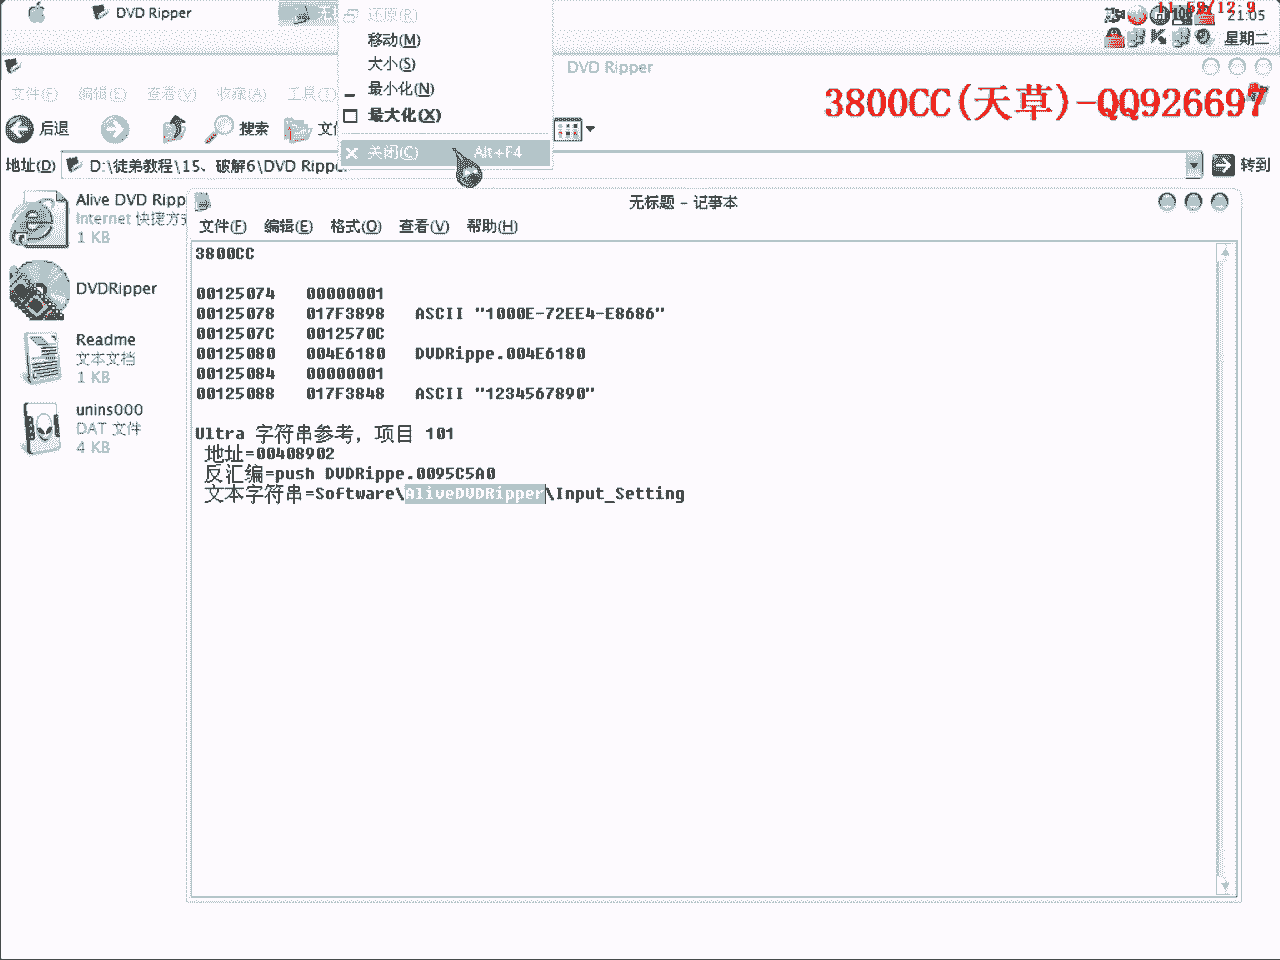 DVD Ripper
还原(R)
移动(M)
大小(S)
最小化(N)
最大化(X)
关闭(C) Alt+F4
11 59/12 9
21:05
星期二
DVD Ripper
文件(F) 编辑(E) 查看(V) 收藏(A) 工具(T)
3800CC(天草)-QQ926697
后退 搜索
地址(D) D:\徒弟教程\15、破解6\DVD Ripper
转到
Alive DVD Ripp
Internet 快捷方式
1 KB
DVDRipper
Readme
文本文档
1 KB
unins000
DAT 文件
4 KB
无标题 - 记事本
文件(F) 编辑(E) 格式(O) 查看(V) 帮助(H)
3800CC
00125074 00000001
00125078 017F3898 ASCII "1000E-72EE4-E8686"
0012507C 0012570C
00125080 004E6180 DVDRippe.004E6180
00125084 00000001
00125088 017F3848 ASCII "1234567890"
Ultra 字符串参考，项目 101
地址=00408902
反汇编=push DVDRippe.0095C5A0
文本字符串=Software\AliveDVDRipper\Input_Setting